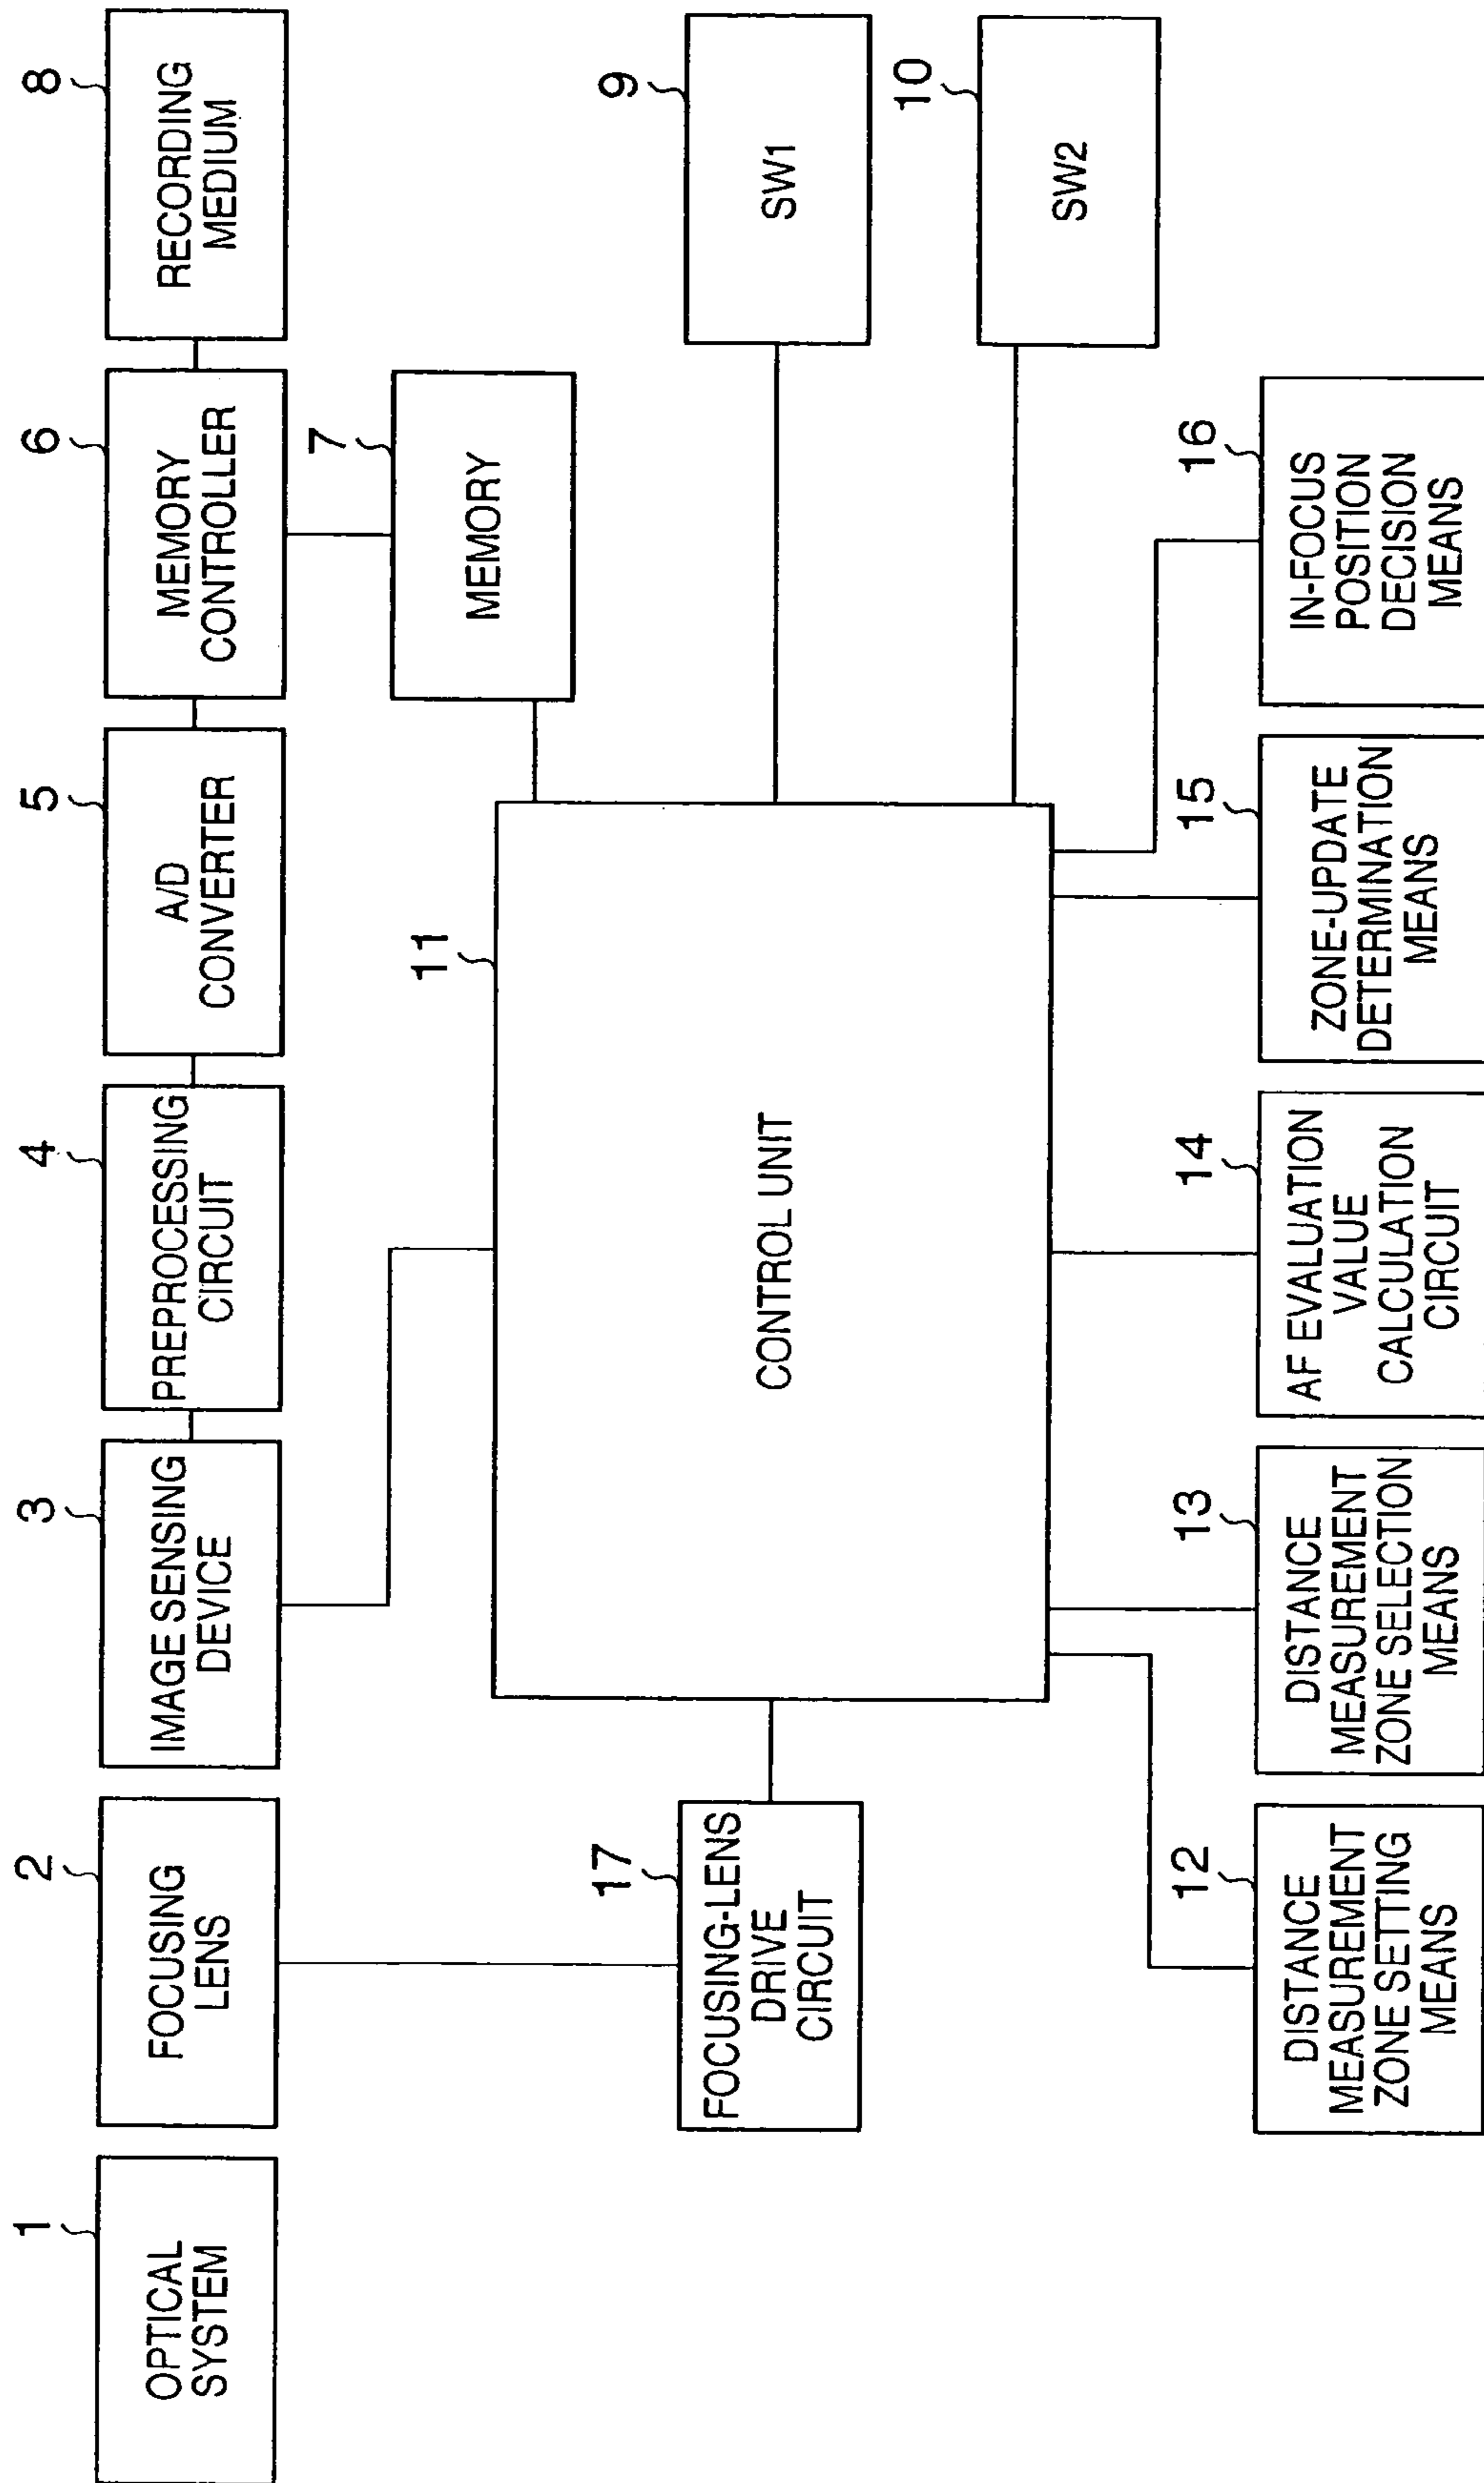 1
OPTICAL
SYSTEM
2
FOCUSING
LENS
3
IMAGE SENSING
DEVICE
4
PREPROCESSING
CIRCUIT
5
A/D
CONVERTER
6
MEMORY
CONTROLLER
8
RECORDING
MEDIUM
7
MEMORY
17
FOCUSING-LENS
DRIVE
CIRCUIT
11
CONTROL UNIT
9
SW1
10
SW2
12
DISTANCE
MEASUREMENT
ZONE SETTING
MEANS
13
DISTANCE
MEASUREMENT
ZONE SELECTION
MEANS
14
AF EVALUATION
VALUE
CALCULATION
CIRCUIT
15
ZONE-UPDATE
DETERMINATION
MEANS
16
IN-FOCUS
POSITION
DECISION
MEANS